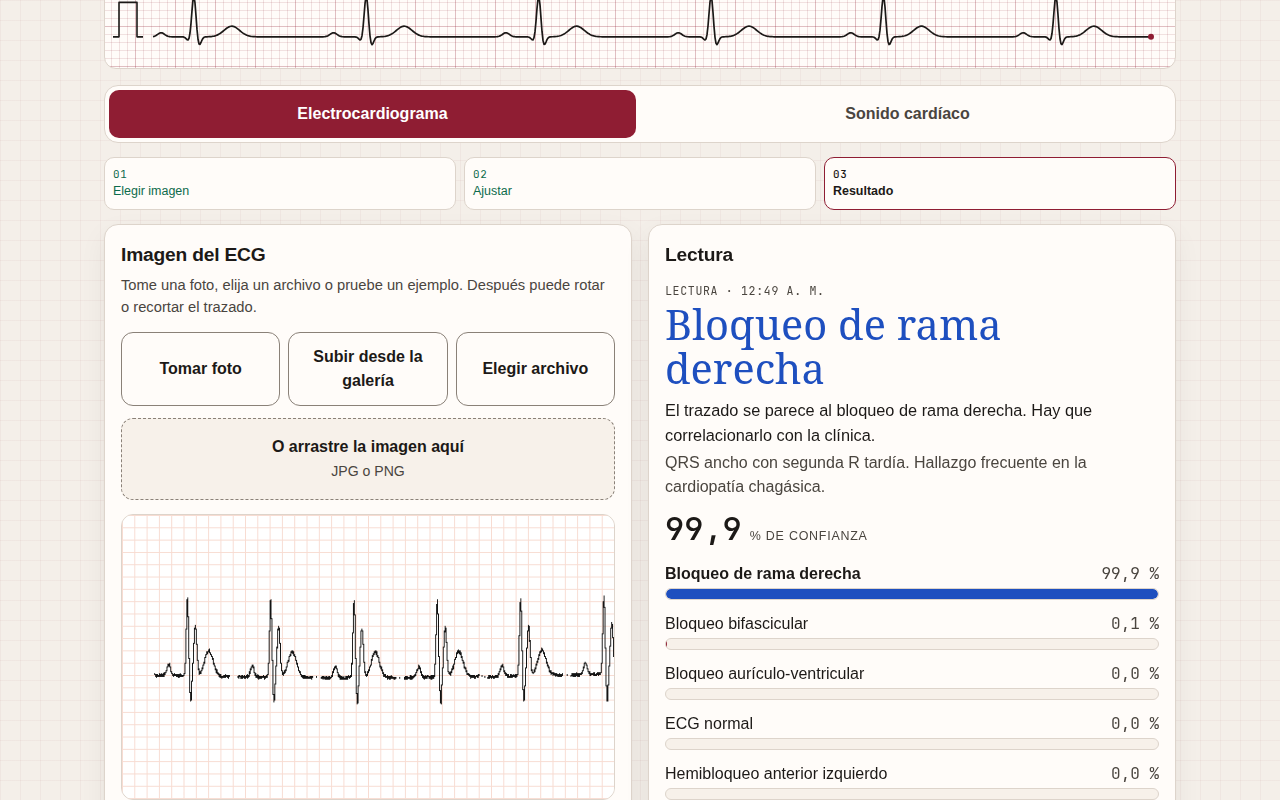 Electrocardiograma
Sonido cardíaco
01
Elegir imagen
02
Ajustar
03
Resultado
Imagen del ECG
Tome una foto, elija un archivo o pruebe un ejemplo. Después puede rotar
o recortar el trazado.
Tomar foto
Subir desde la
galería
Elegir archivo
O arrastre la imagen aquí
JPG o PNG
Lectura
LECTURA · 12:49 A. M.
Bloqueo de rama
derecha
El trazado se parece al bloqueo de rama derecha. Hay que
correlacionarlo con la clínica.
QRS ancho con segunda R tardía. Hallazgo frecuente en la
cardiopatía chagásica.
99,9 % DE CONFIANZA
Bloqueo de rama derecha 99,9 %
Bloqueo bifascicular 0,1 %
Bloqueo aurículo-ventricular 0,0 %
ECG normal 0,0 %
Hemibloqueo anterior izquierdo 0,0 %